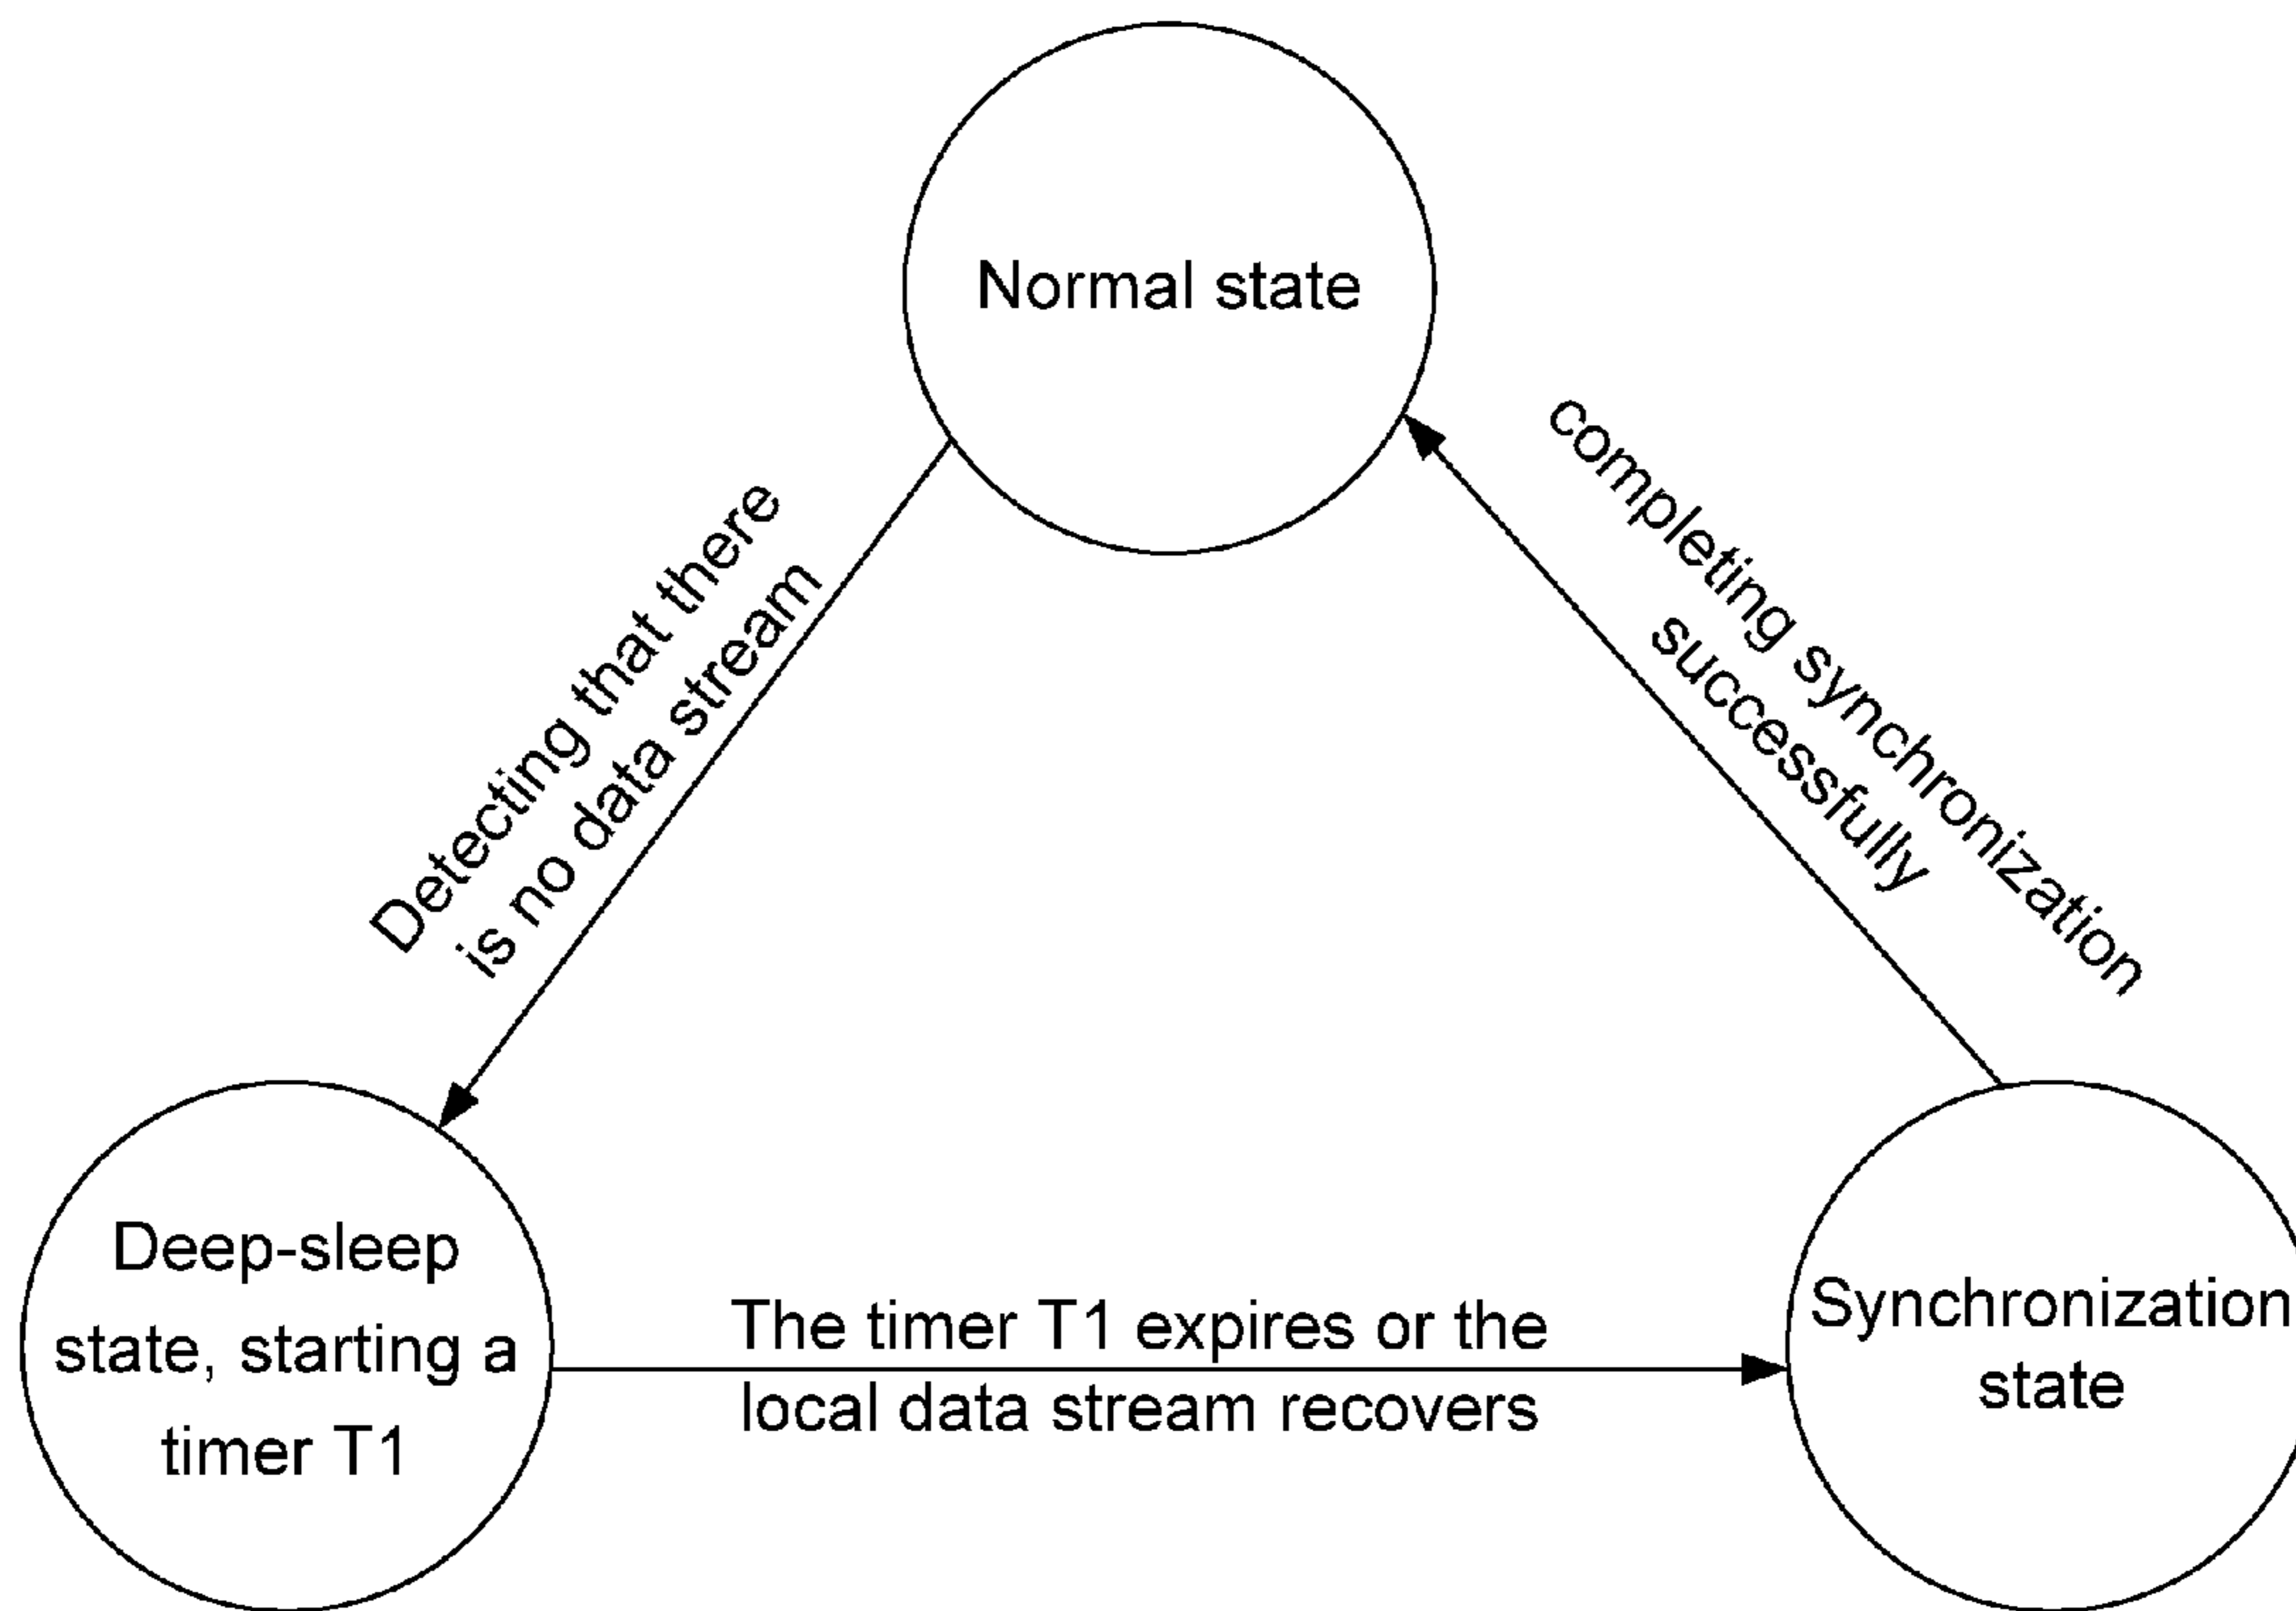 Normal state
Detecting that there
is no data stream
completing synchronization
successfully
Deep-sleep
state, starting a
timer T1
The timer T1 expires or the
local data stream recovers
Synchronization
state